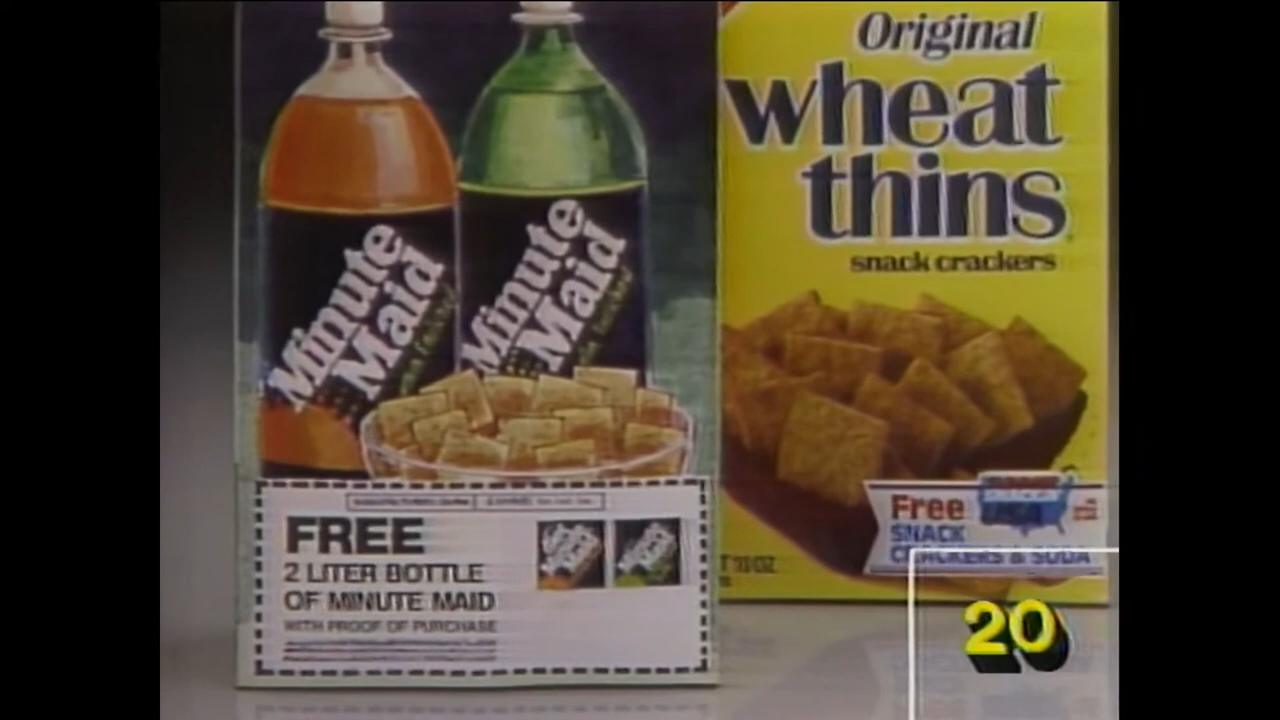 Minute
Maid
Minute
Maid
FREE
2 LITER BOTTLE
OF MINUTE MAID
WITH PROOF OF PURCHASE
Original
wheat
thins
snack crackers
Free
SNACK
CRACKERS & SODA
20